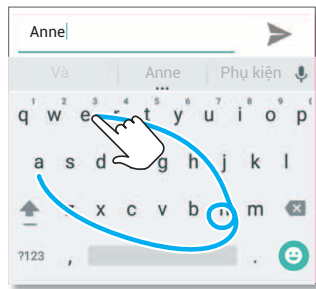 Anne
Và Anne Phụ kiện
1 2 3 4 5 6 7 8 9 0
q w e r t y u i o p
a s d g h j k l
z x c v b n m
?123 , .